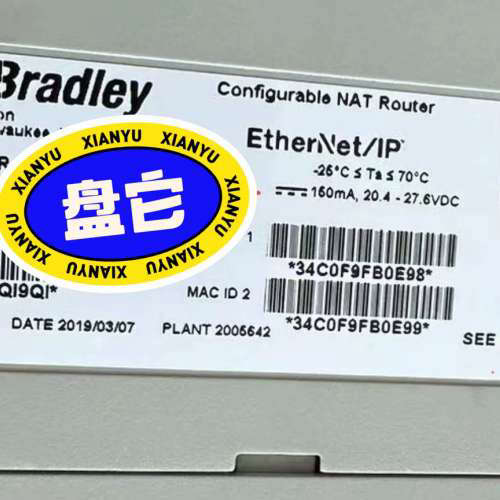 Bradley
Configurable NAT Router
on
waukee
EtherNet/IP
R
-25°C ≤ Ta ≤ 70°C
160mA, 20.4 - 27.6VDC
XIANYU XIANYU XIANYU XIANYU XIANYU XIANYU XIANYU XIANYU
盘它
1
*34C0F9FB0E98*
QI9QI*
MAC ID 2
*34C0F9FB0E99*
DATE 2019/03/07
PLANT 2005642
SEE